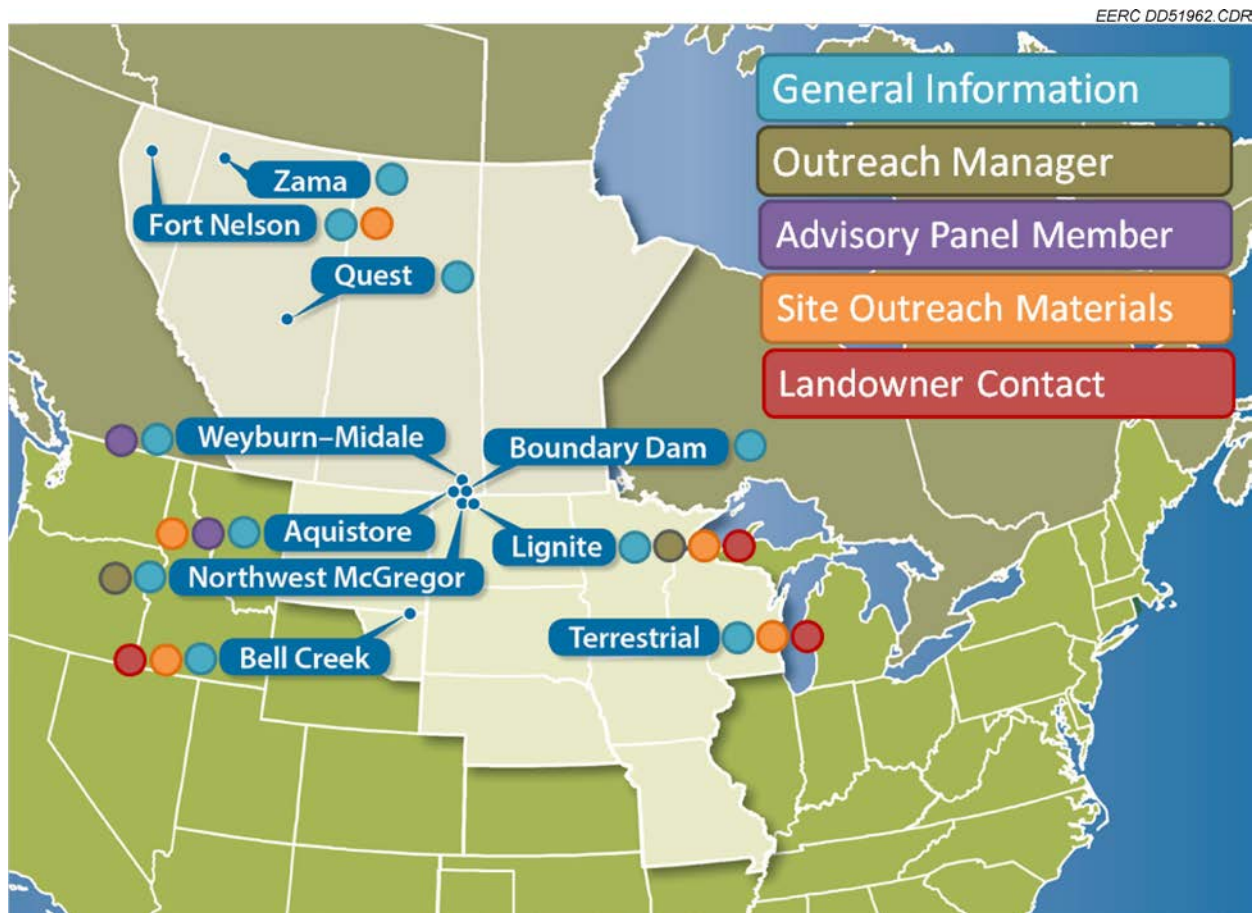 EERC DD51962.CDR
General Information
Outreach Manager
Advisory Panel Member
Site Outreach Materials
Landowner Contact
Zama
Fort Nelson
Quest
Weyburn–Midale
Boundary Dam
Aquistore
Lignite
Northwest McGregor
Terrestrial
Bell Creek